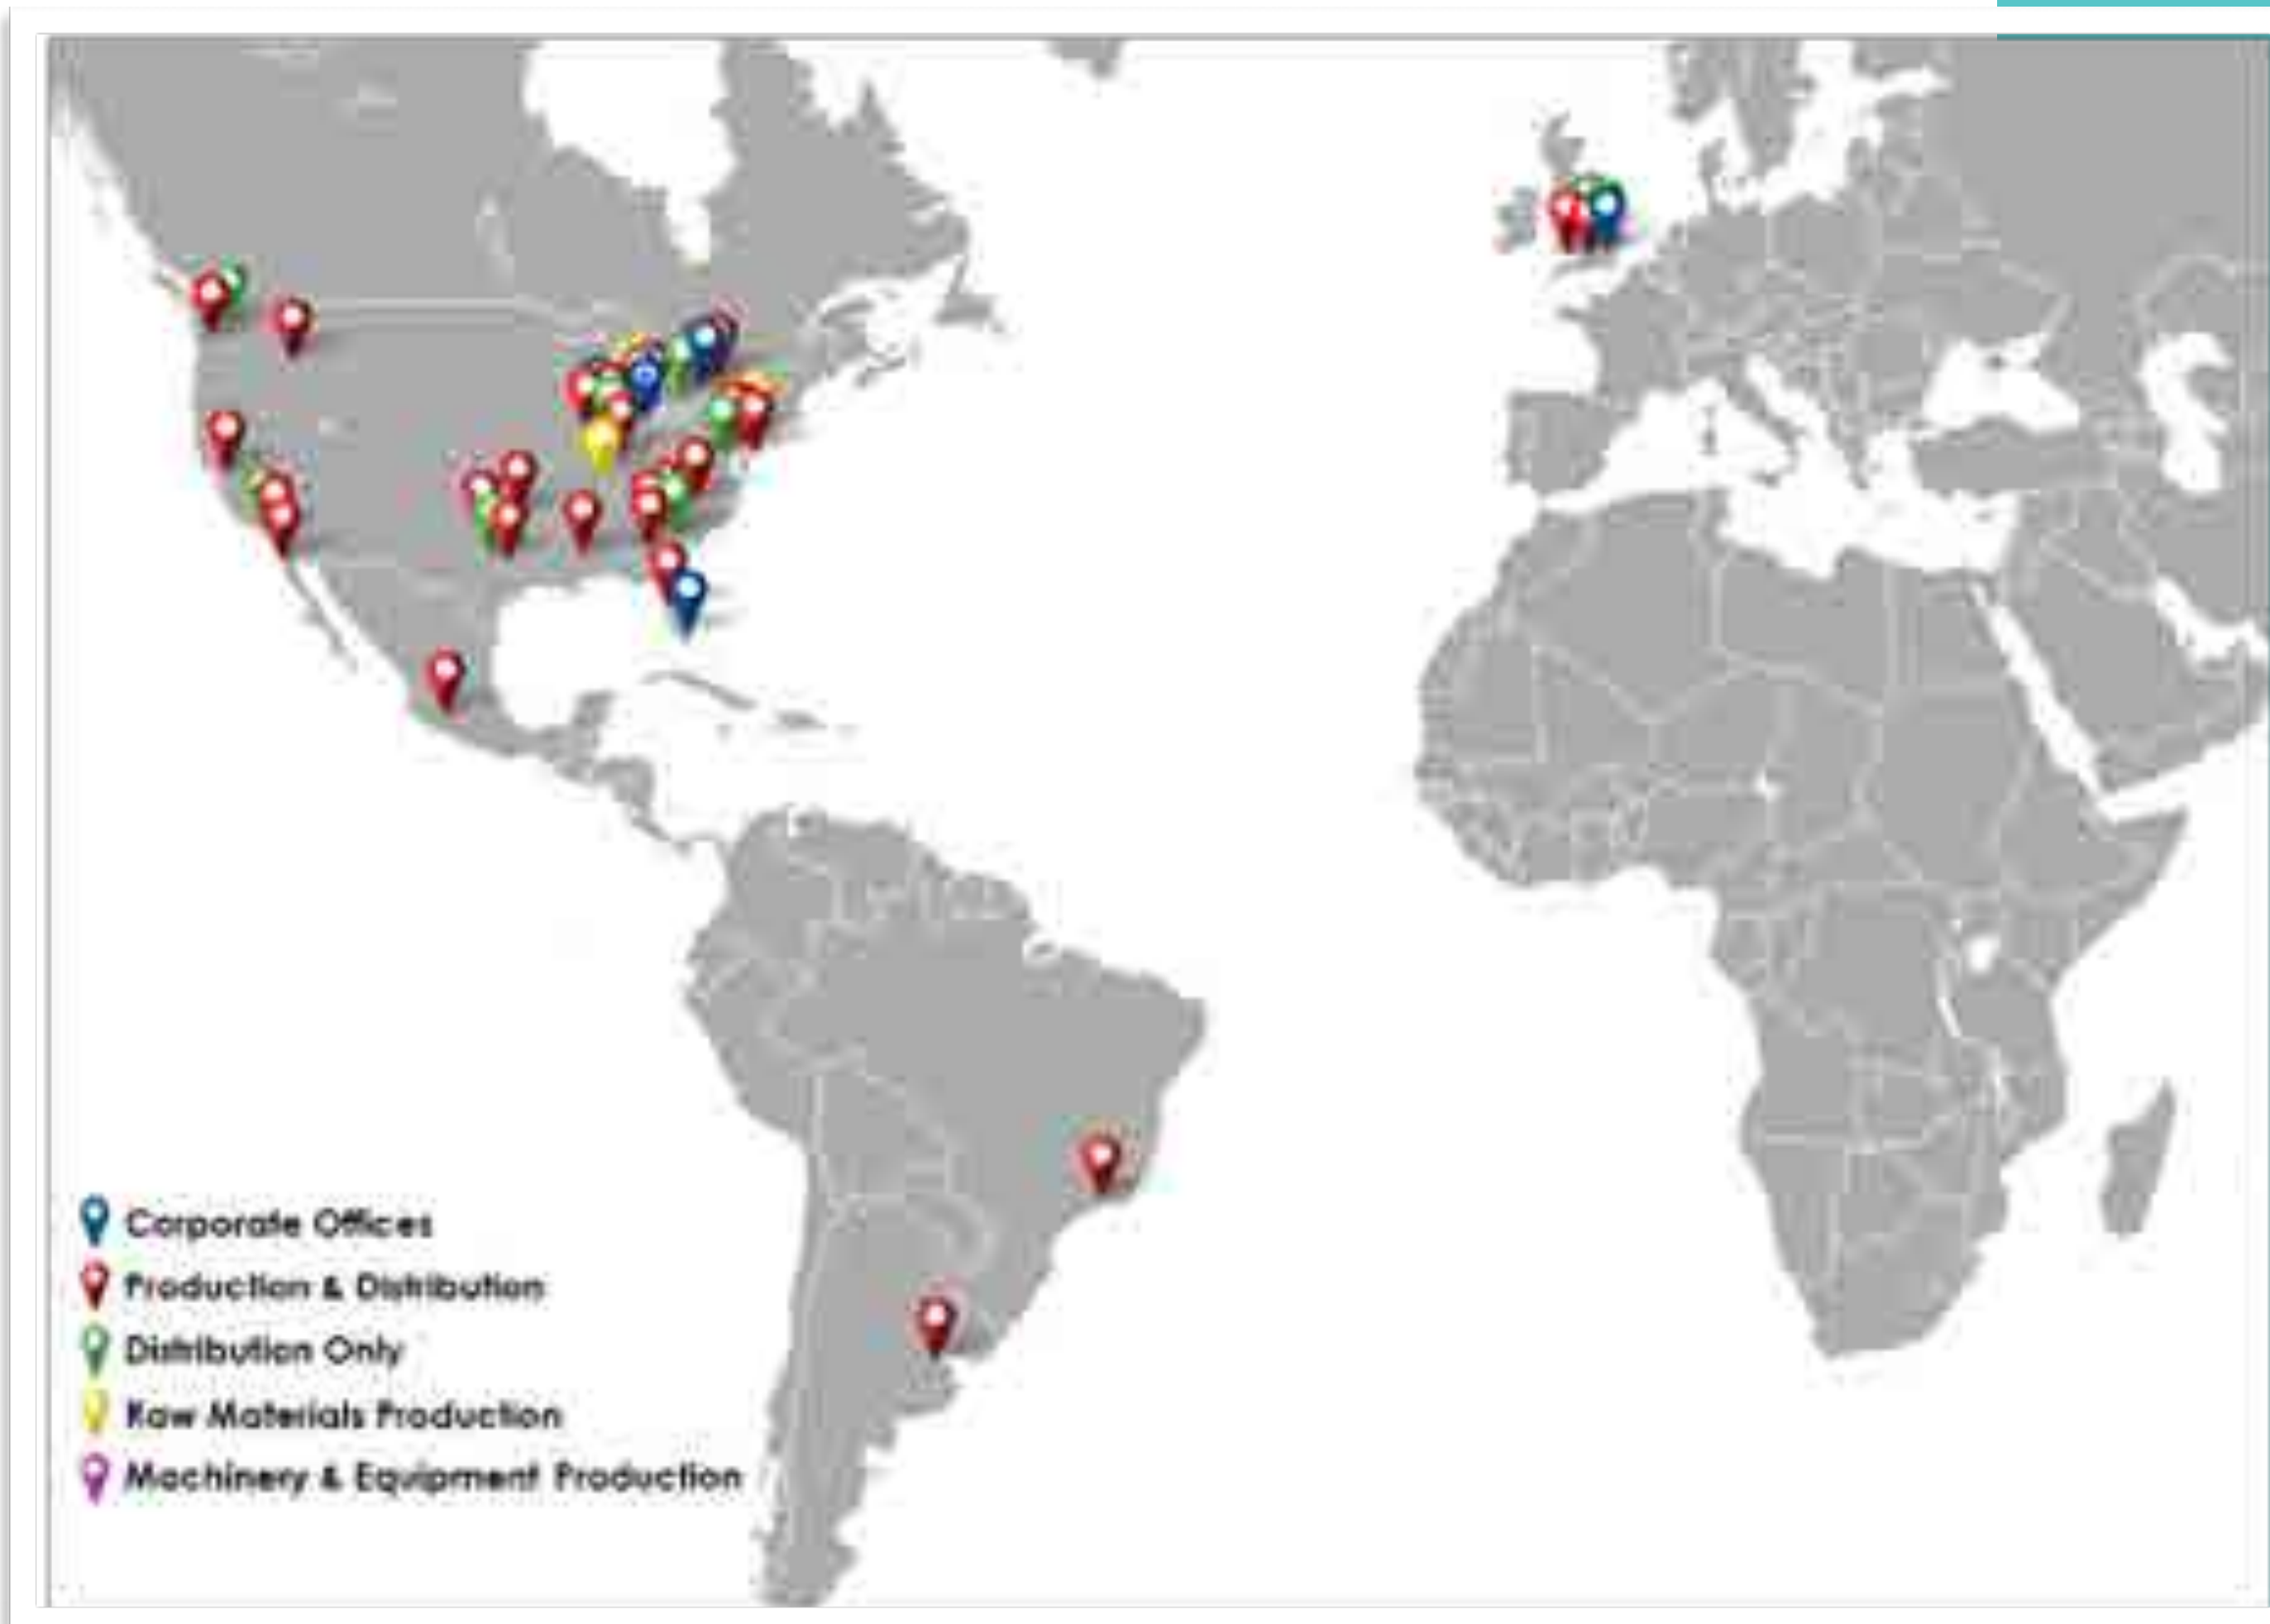 Corporate Offices
Production & Distribution
Distribution Only
Raw Materials Production
Machinery & Equipment Production